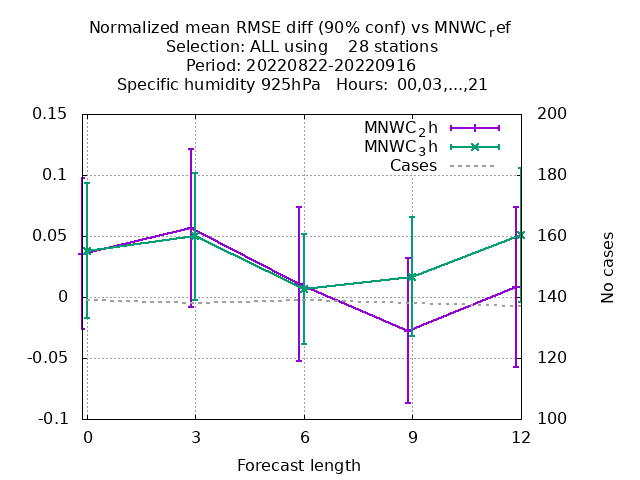 Normalized mean RMSE diff (90% conf) vs MNWC_ref
Selection: ALL using 28 stations
Period: 20220822-20220916
Specific humidity 925hPa Hours: 00,03,...,21
0.15 200
MNWC_2h
MNWC_3h
Cases
0.1 180
0.05 160
0 140
-0.05 120
-0.1 100
No cases
0 3 6 9 12
Forecast length